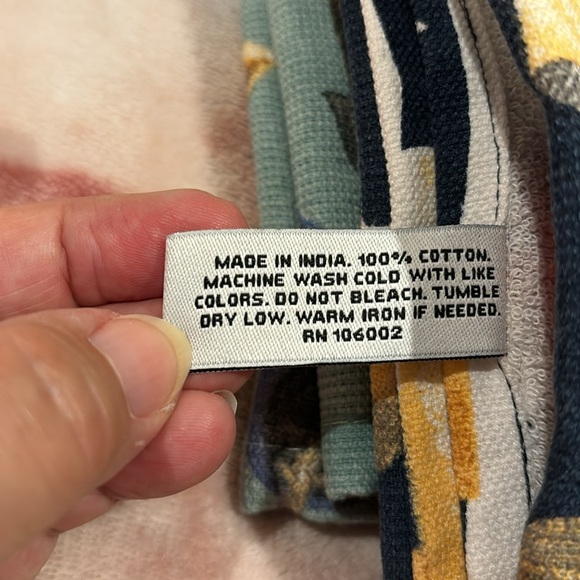 MADE IN INDIA. 100% COTTON.
MACHINE WASH COLD WITH LIKE
COLORS. DO NOT BLEACH. TUMBLE
DRY LOW. WARM IRON IF NEEDED.
RN 106002